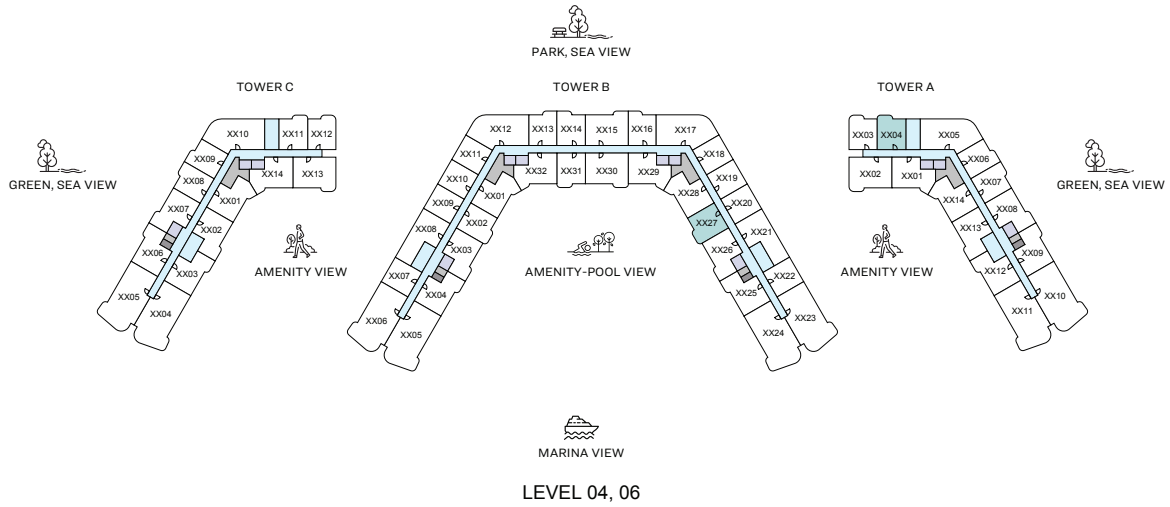 PARK, SEA VIEW
TOWER C
TOWER B
TOWER A
GREEN, SEA VIEW
GREEN, SEA VIEW
XX10
XX11
XX12
XX09
XX14
XX13
XX08
XX01
XX07
XX02
XX06
XX03
XX05
XX04
AMENITY VIEW
XX12
XX13
XX14
XX15
XX16
XX17
XX11
XX32
XX31
XX30
XX29
XX18
XX10
XX01
XX28
XX19
XX09
XX02
XX27
XX20
XX08
XX03
XX26
XX21
XX07
XX04
XX25
XX22
XX06
XX05
XX24
XX23
AMENITY-POOL VIEW
XX03
XX04
XX05
XX02
XX01
XX06
XX14
XX07
XX13
XX08
XX12
XX09
XX11
XX10
AMENITY VIEW
MARINA VIEW
LEVEL 04, 06